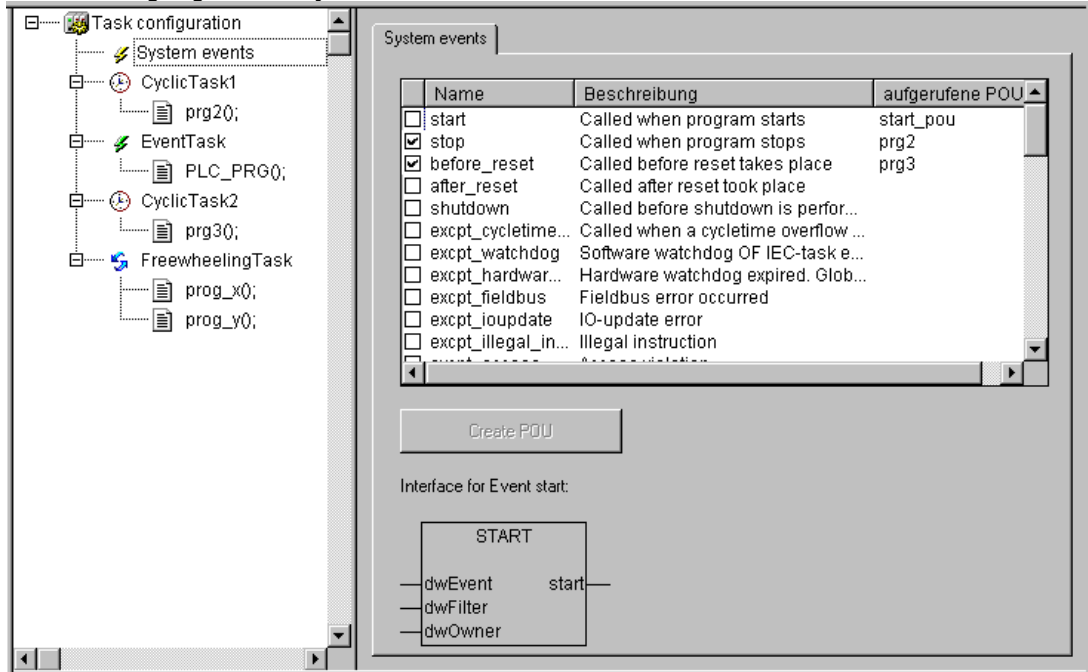 Task configuration
System events
CyclicTask1
prg2();
EventTask
PLC_PRG();
CyclicTask2
prg3();
FreewheelingTask
prog_x();
prog_y();
System events
Name Beschreibung aufgerufene POU
start Called when program starts start_pou
stop Called when program stops prg2
before_reset Called before reset takes place prg3
after_reset Called after reset took place
shutdown Called before shutdown is perfor...
excpt_cycletime... Called when a cycletime overflow ...
excpt_watchdog Software watchdog OF IEC-task e...
excpt_hardwar... Hardware watchdog expired. Glob...
excpt_fieldbus Fieldbus error occurred
excpt_ioupdate IO-update error
excpt_illegal_in... Illegal instruction
Create POU
Interface for Event start:
START
dwEvent start
dwFilter
dwOwner